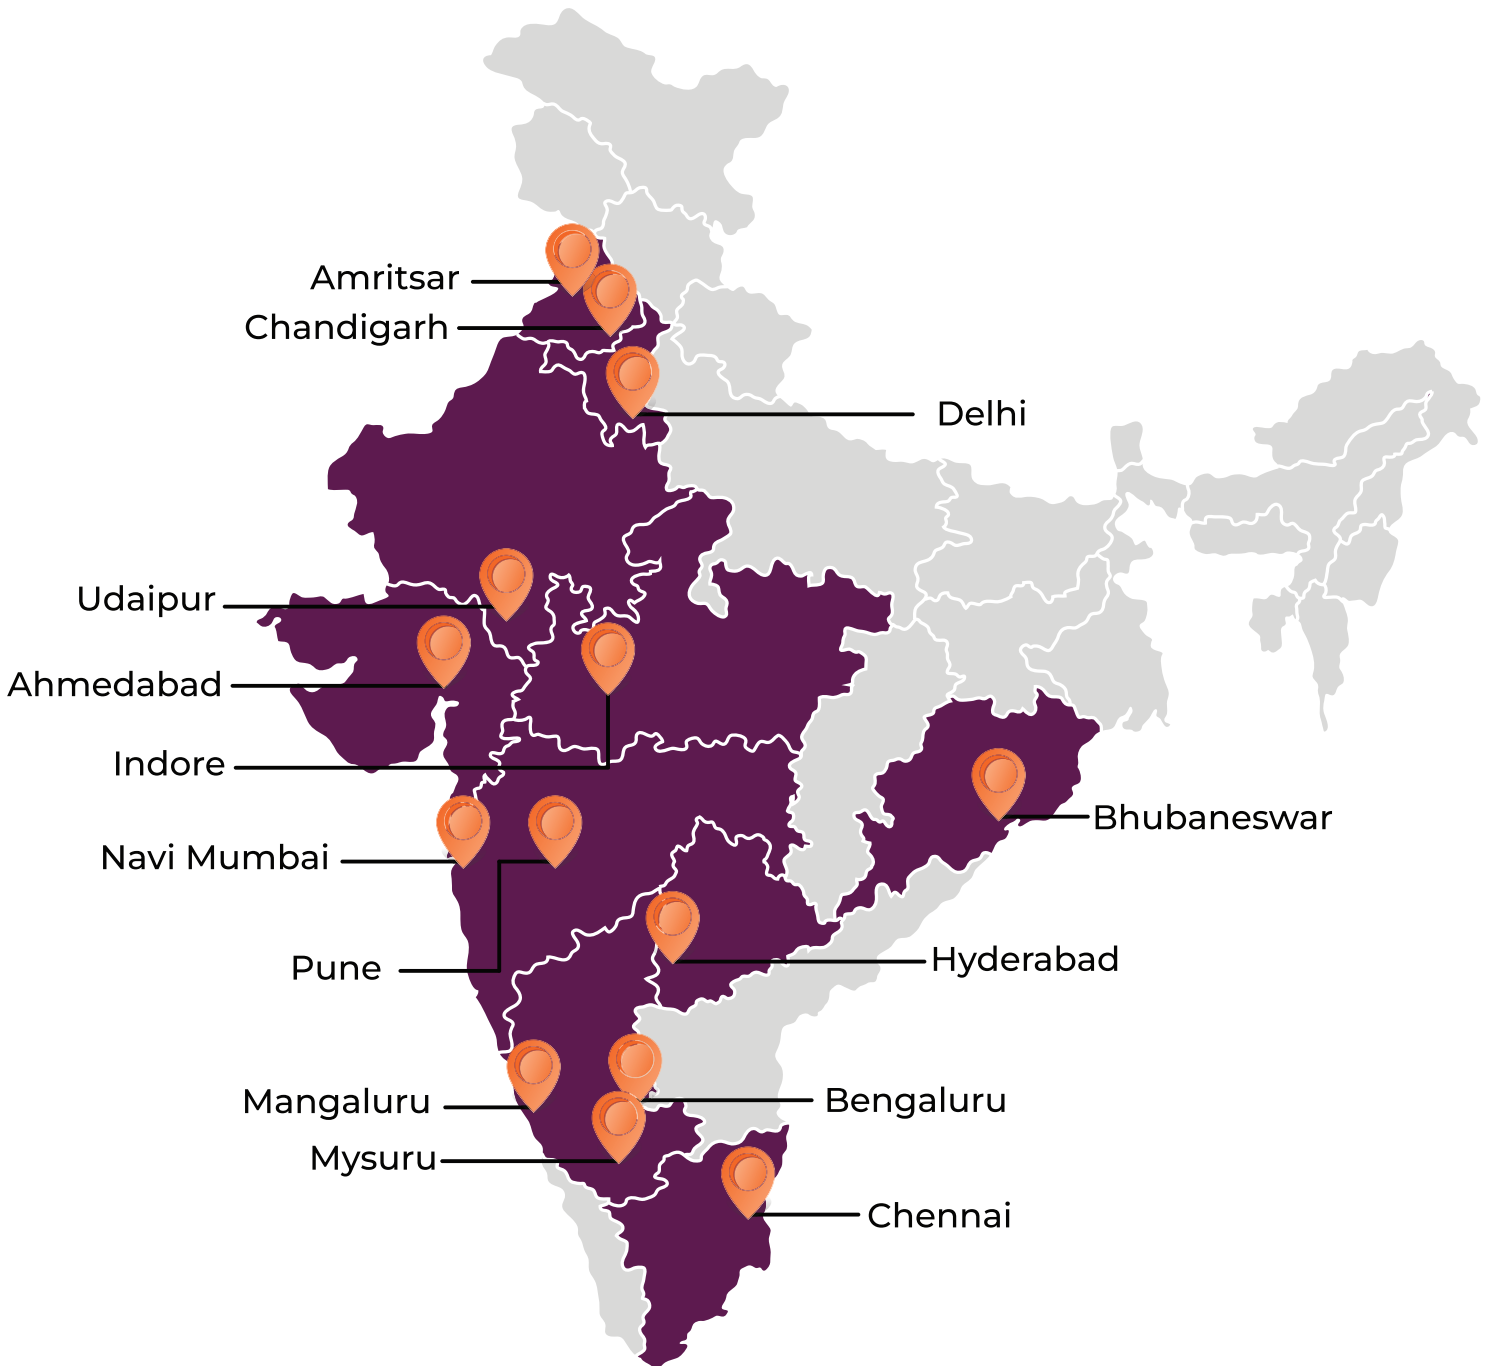 Amritsar
Chandigarh
Delhi
Udaipur
Ahmedabad
Indore
Bhubaneswar
Navi Mumbai
Hyderabad
Pune
Bengaluru
Mangaluru
Mysuru
Chennai